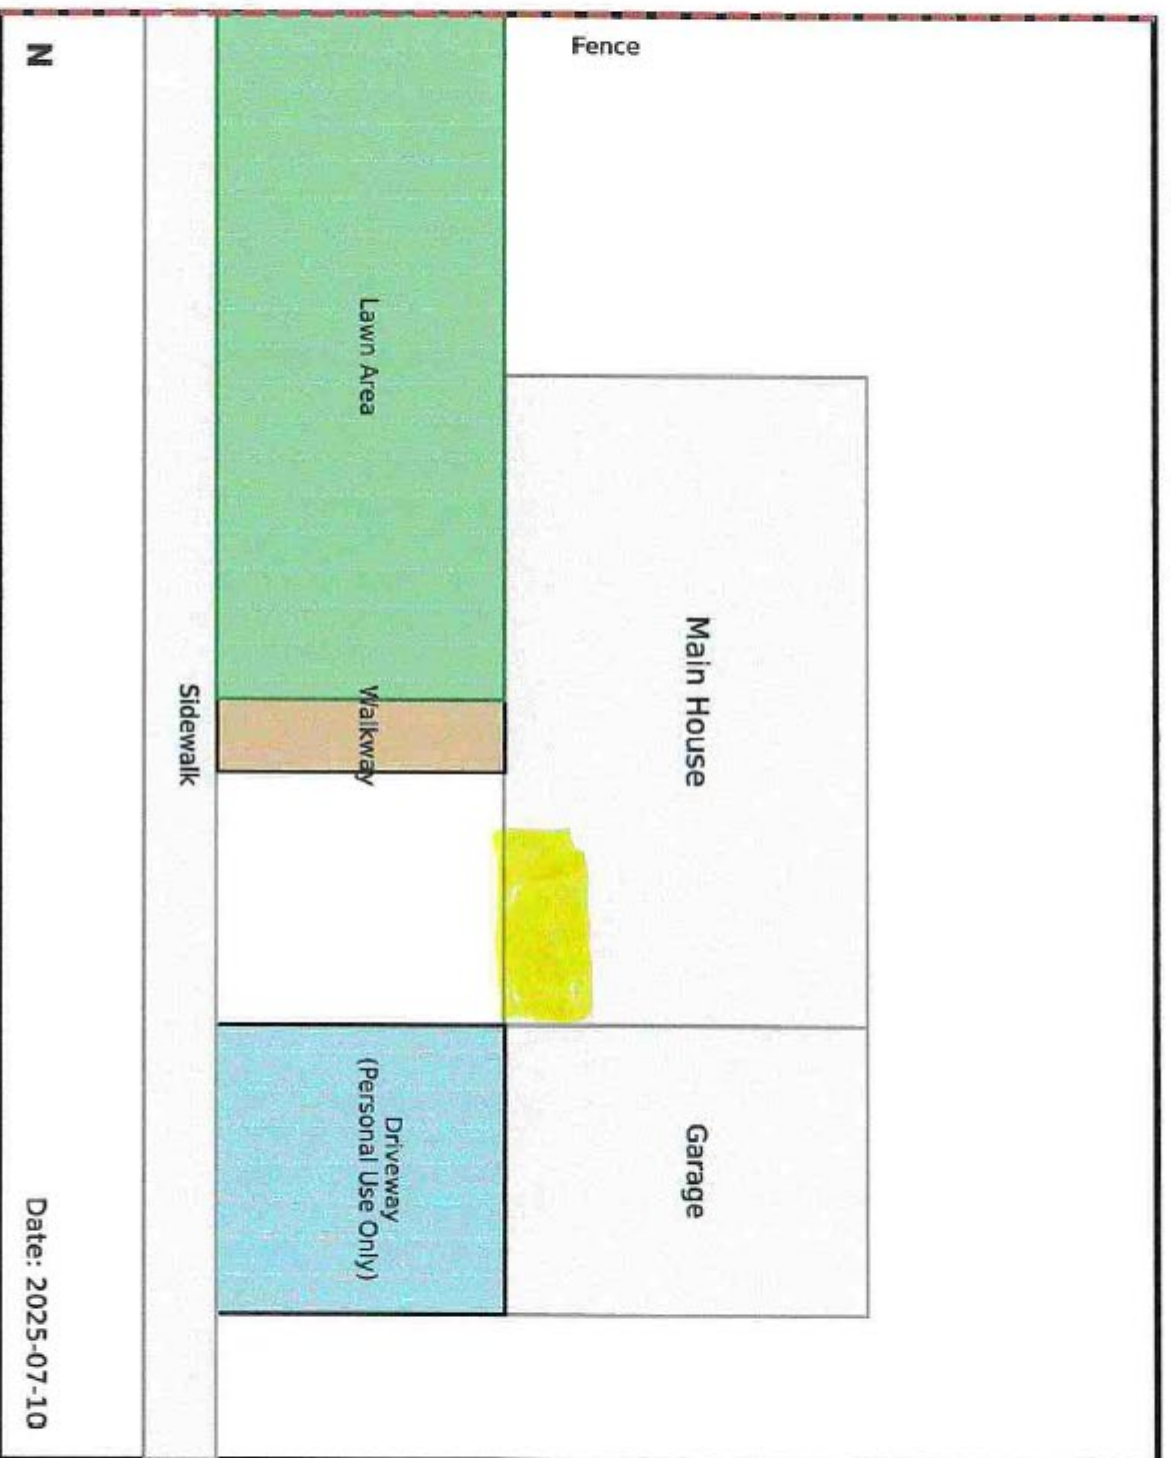 Fence
Main House
Garage
Lawn Area
Walkway
Driveway
(Personal Use Only)
Sidewalk
N
Date: 2025-07-10